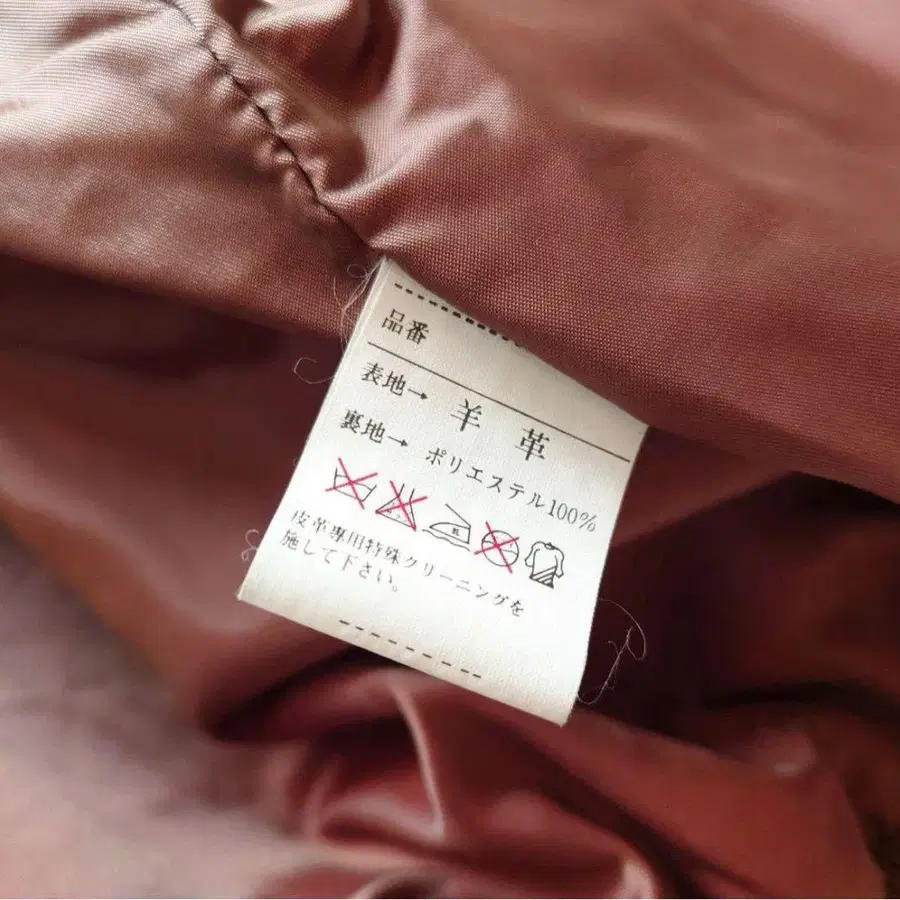 品番
表地→ 羊革
裏地→ ポリエステル100%
皮革專用特殊クリーニングを
施して下さい。